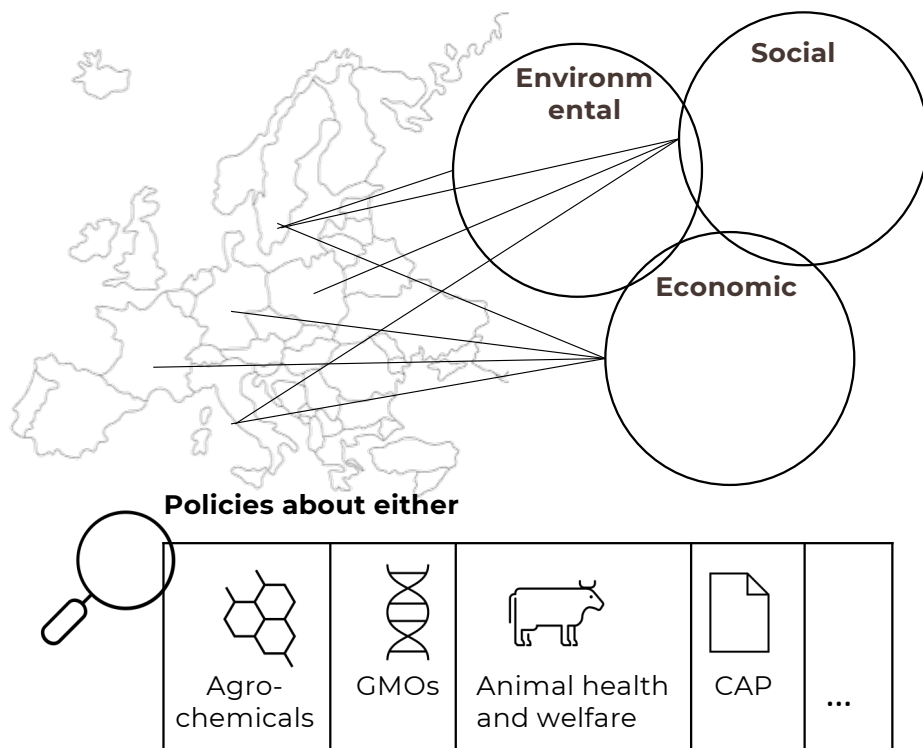 Social
Environm
ental
Economic
Policies about either
Agro-
chemicals
GMOs
Animal health
and welfare
CAP
...